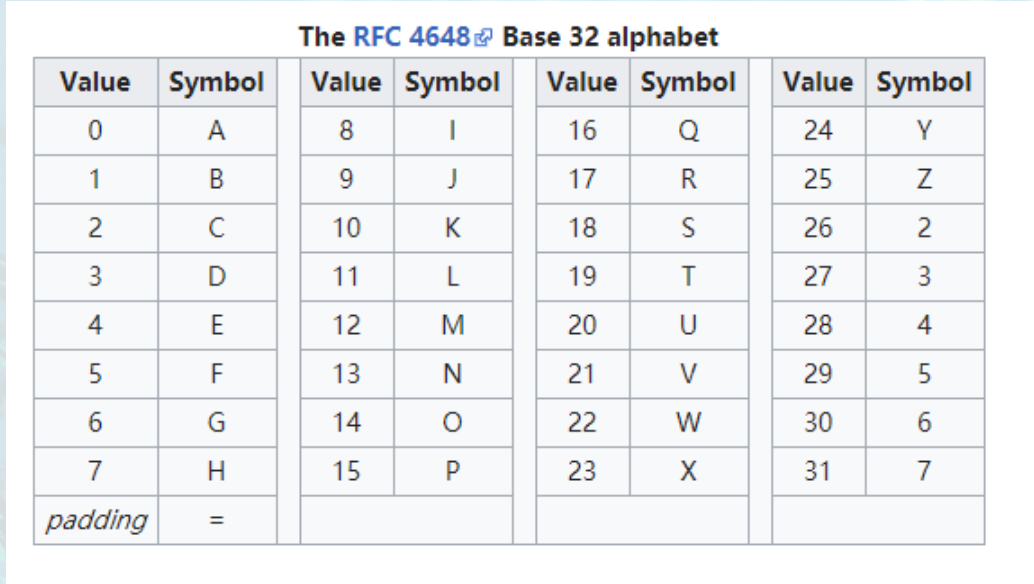 The RFC 4648 Base 32 alphabet
Value Symbol Value Symbol Value Symbol Value Symbol
0 A 8 I 16 Q 24 Y
1 B 9 J 17 R 25 Z
2 C 10 K 18 S 26 2
3 D 11 L 19 T 27 3
4 E 12 M 20 U 28 4
5 F 13 N 21 V 29 5
6 G 14 O 22 W 30 6
7 H 15 P 23 X 31 7
padding =